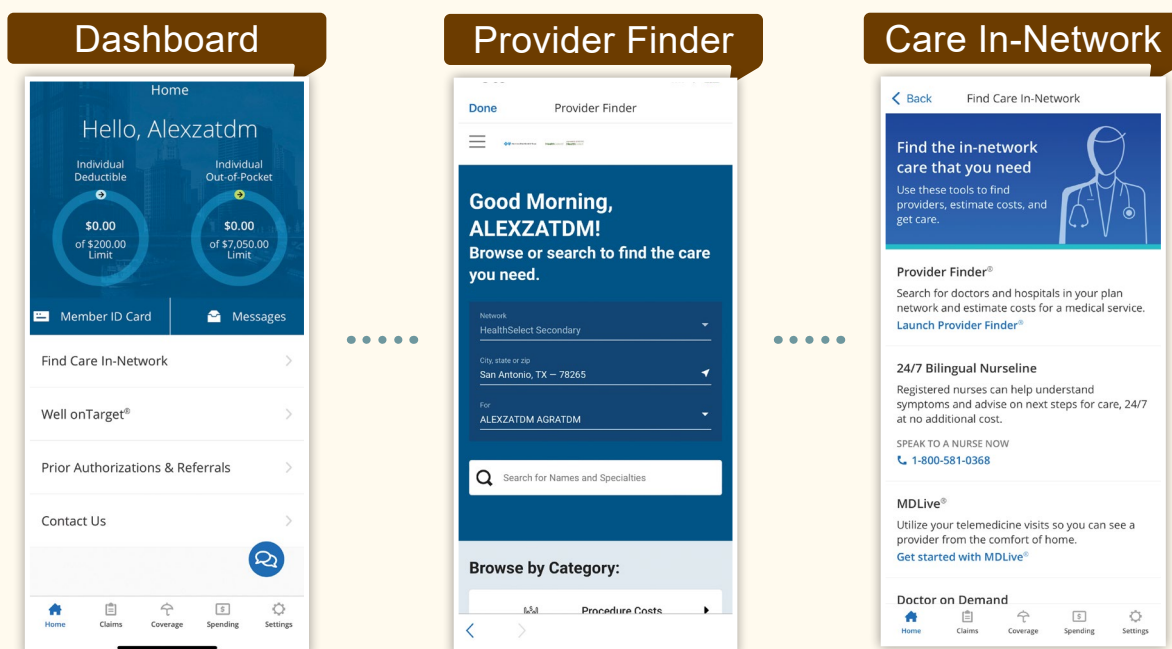 Dashboard
Home
Hello, Alexzatdm
Individual
Deductible
$0.00
of $200.00
Limit
Individual
Out-of-Pocket
$0.00
of $7,050.00
Limit
Member ID Card
Messages
Find Care In-Network
Well onTarget®
Prior Authorizations & Referrals
Contact Us
Home
Claims
Coverage
Spending
Settings
Provider Finder
Done
Provider Finder
Good Morning,
ALEXZATDM!
Browse or search to find the care
you need.
Network
HealthSelect Secondary
City, state or zip
San Antonio, TX — 78265
For
ALEXZATDM AGRATDM
Search for Names and Specialties
Browse by Category:
Procedure Costs
Care In-Network
Back
Find Care In-Network
Find the in-network
care that you need
Use these tools to find
providers, estimate costs, and
get care.
Provider Finder®
Search for doctors and hospitals in your plan
network and estimate costs for a medical service.
Launch Provider Finder®
24/7 Bilingual Nurseline
Registered nurses can help understand
symptoms and advise on next steps for care, 24/7
at no additional cost.
SPEAK TO A NURSE NOW
1-800-581-0368
MDLive®
Utilize your telemedicine visits so you can see a
provider from the comfort of home.
Get started with MDLive®
Doctor on Demand
Home
Claims
Coverage
Spending
Settings